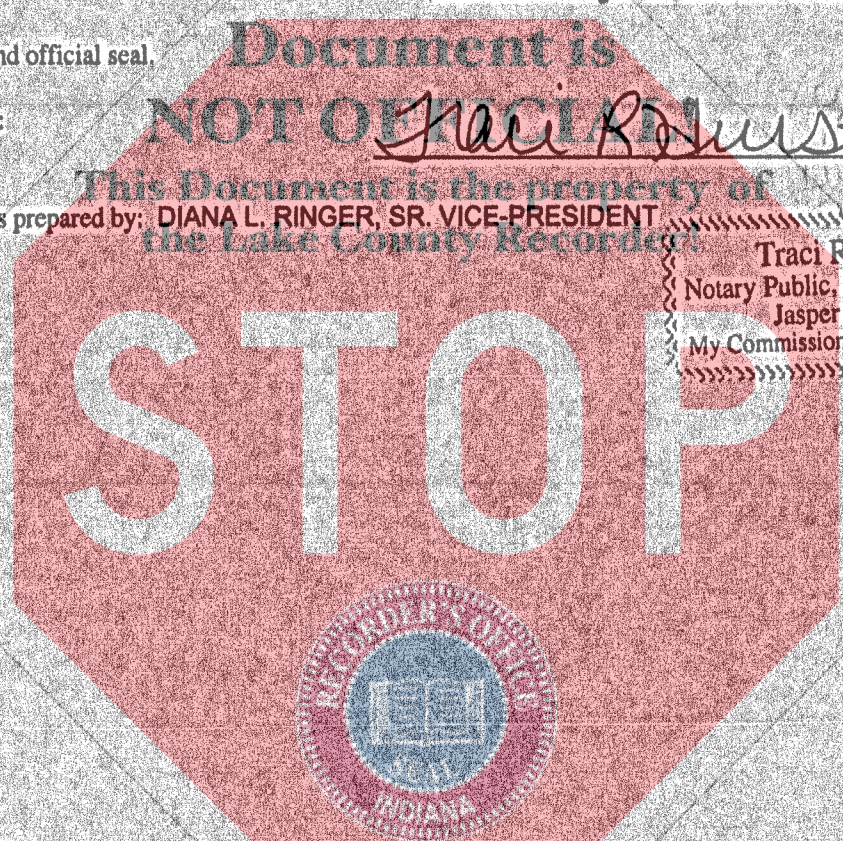 nd official seal.
Document is
NOT OFFICIAL!
Traci R
This Document is the property of
s prepared by: DIANA L. RINGER, SR. VICE-PRESIDENT
the Lake County Recorder!
Traci R
Notary Public,
Jasper
My Commission
STOP
RECORDER'S OFFICE
SEAL
INDIANA